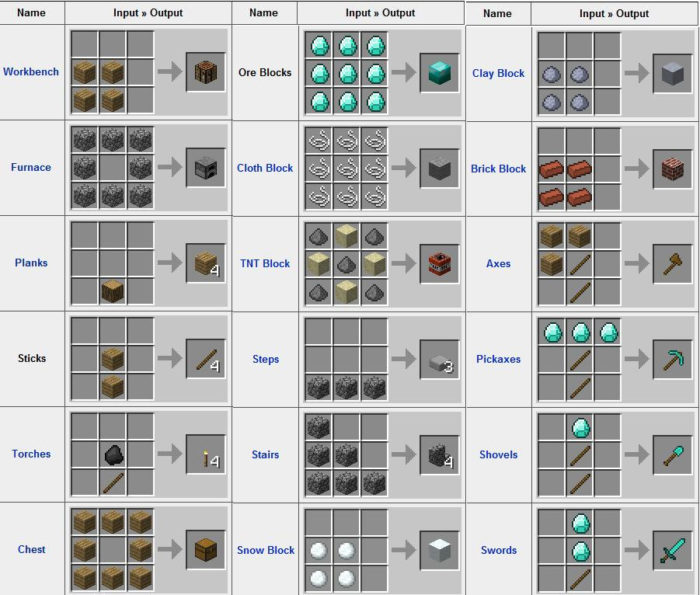 Name Input » Output Name Input » Output Name Input » Output
Workbench Ore Blocks Clay Block
Furnace Cloth Block Brick Block
Planks 4 TNT Block Axes
Sticks 4 Steps 3 Pickaxes
Torches 4 Stairs 4 Shovels
Chest Snow Block Swords